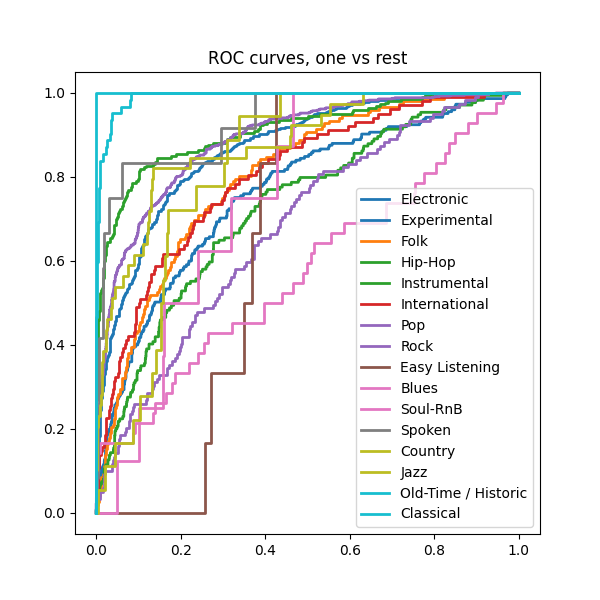 ROC curves, one vs rest
1.0
0.8
0.6
0.4
0.2
0.0
0.0 0.2 0.4 0.6 0.8 1.0
Electronic
Experimental
Folk
Hip-Hop
Instrumental
International
Pop
Rock
Easy Listening
Blues
Soul-RnB
Spoken
Country
Jazz
Old-Time / Historic
Classical